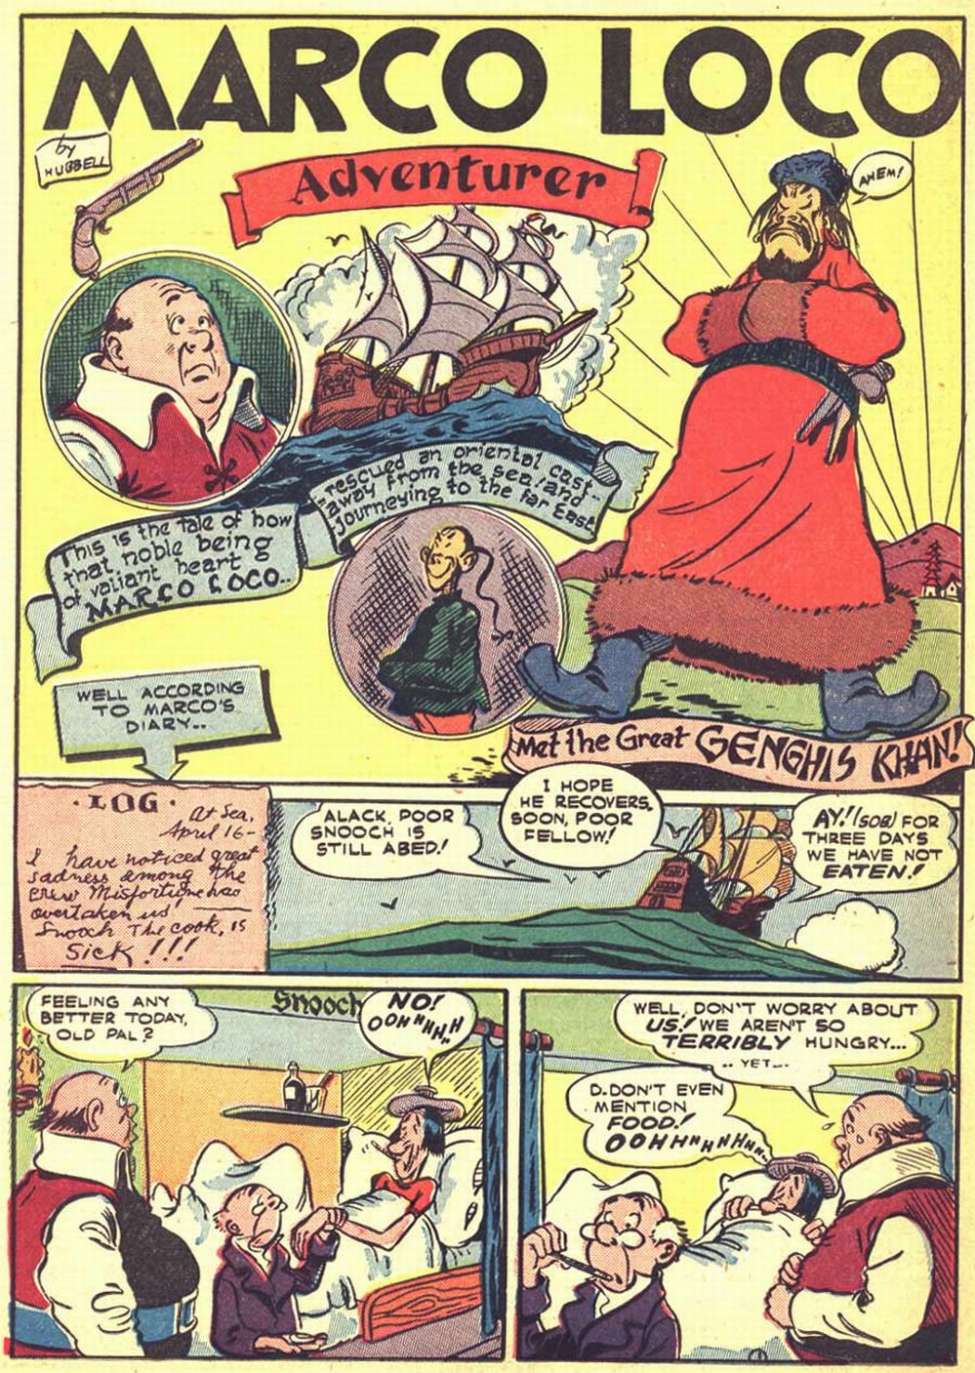 MARCO LOCO
by
HUBBELL
Adventurer
AHEM!
This is the tale of how
that noble being
of valiant heart
MARCO LOCO..
-rescued an oriental cast-
away from the sea! and
journeying to the far East
Met the Great GENGHIS KHAN!
WELL ACCORDING
TO MARCO'S
DIARY..
·LOG·
At Sea,
April 16-
I have noticed great
sadness among the
crew Misfortune has
overtaken us!
Snooch The cook, is
Sick!!!
ALACK, POOR
SNOOCH IS
STILL ABED!
I HOPE
HE RECOVERS
SOON, POOR
FELLOW!
AY!(SOB) FOR
THREE DAYS
WE HAVE NOT
EATEN!
FEELING ANY
BETTER TODAY,
OLD PAL?
Snooch
NO!
OOHHHHH..
WELL, DON'T WORRY ABOUT
US! WE AREN'T SO
TERRIBLY HUNGRY...
.. YET...
D.DON'T EVEN
MENTION
FOOD!
OOHHHHHHH..